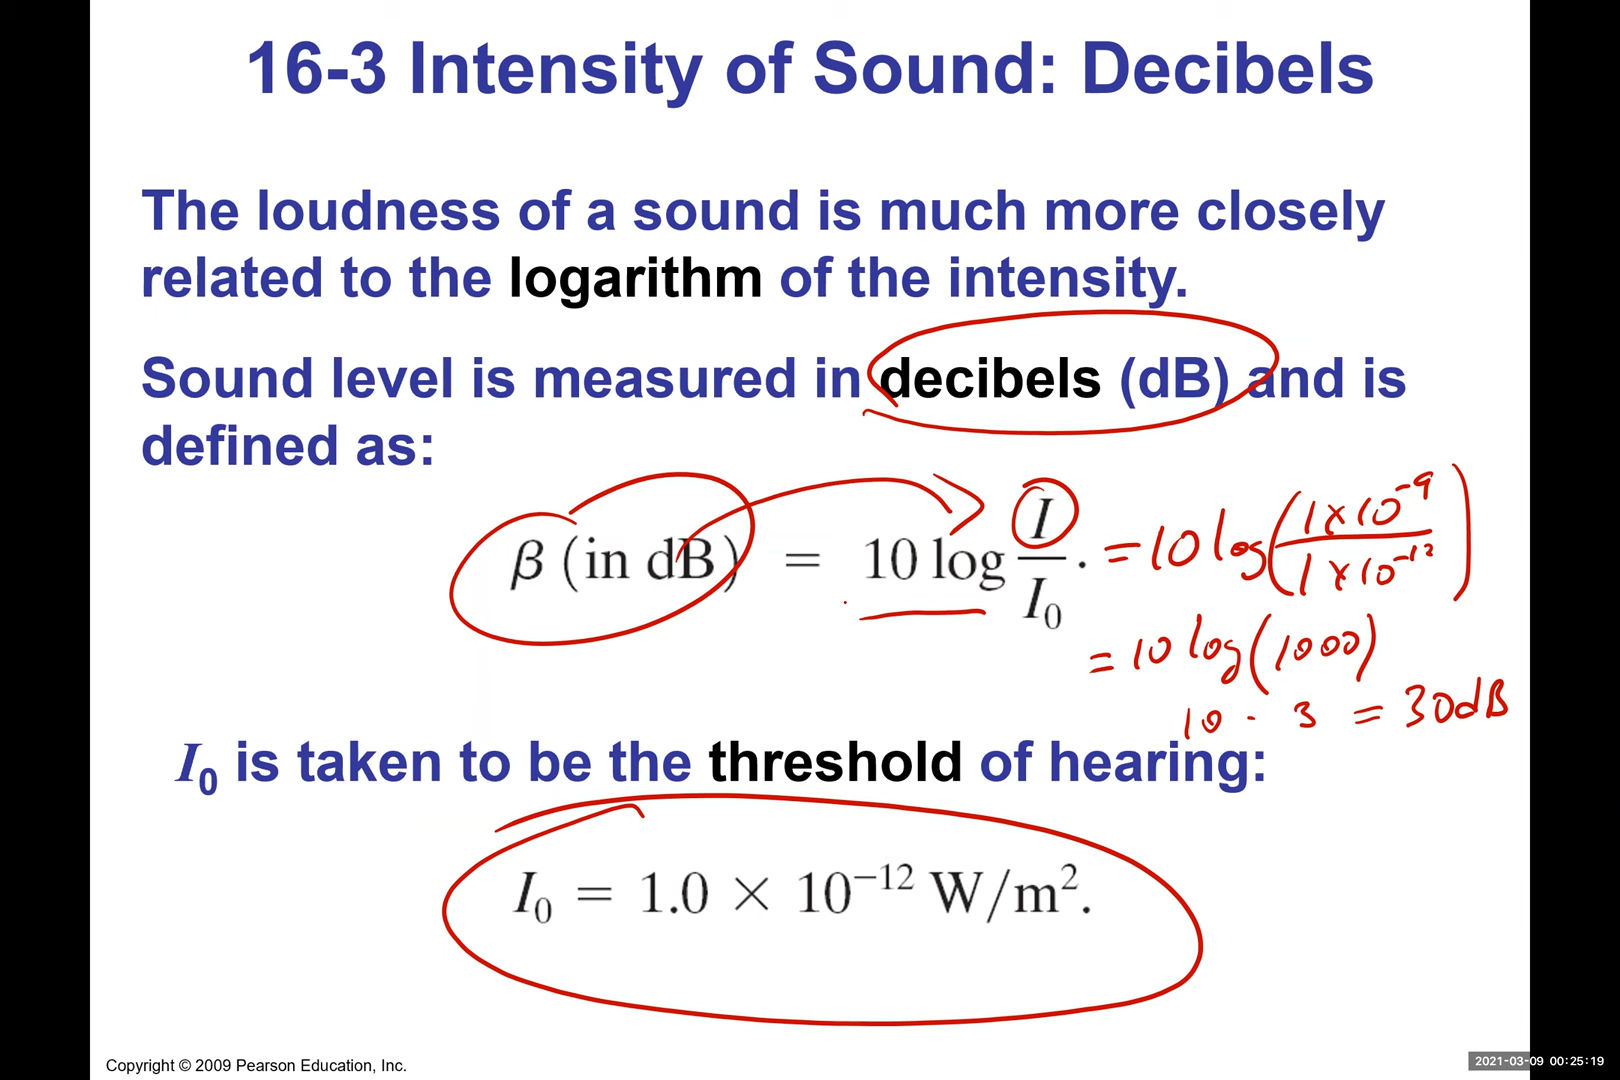 16-3 Intensity of Sound: Decibels
The loudness of a sound is much more closely
related to the logarithm of the intensity.
Sound level is measured in decibels (dB) and is
defined as:
β (in dB) = 10 log I/I₀. = 10 log(1×10⁻⁹/1×10⁻¹²)
= 10 log(1000)
10 · 3 = 30dB
I₀ is taken to be the threshold of hearing:
I₀ = 1.0 × 10⁻¹² W/m².
Copyright © 2009 Pearson Education, Inc.
2021-03-09 00:25:19